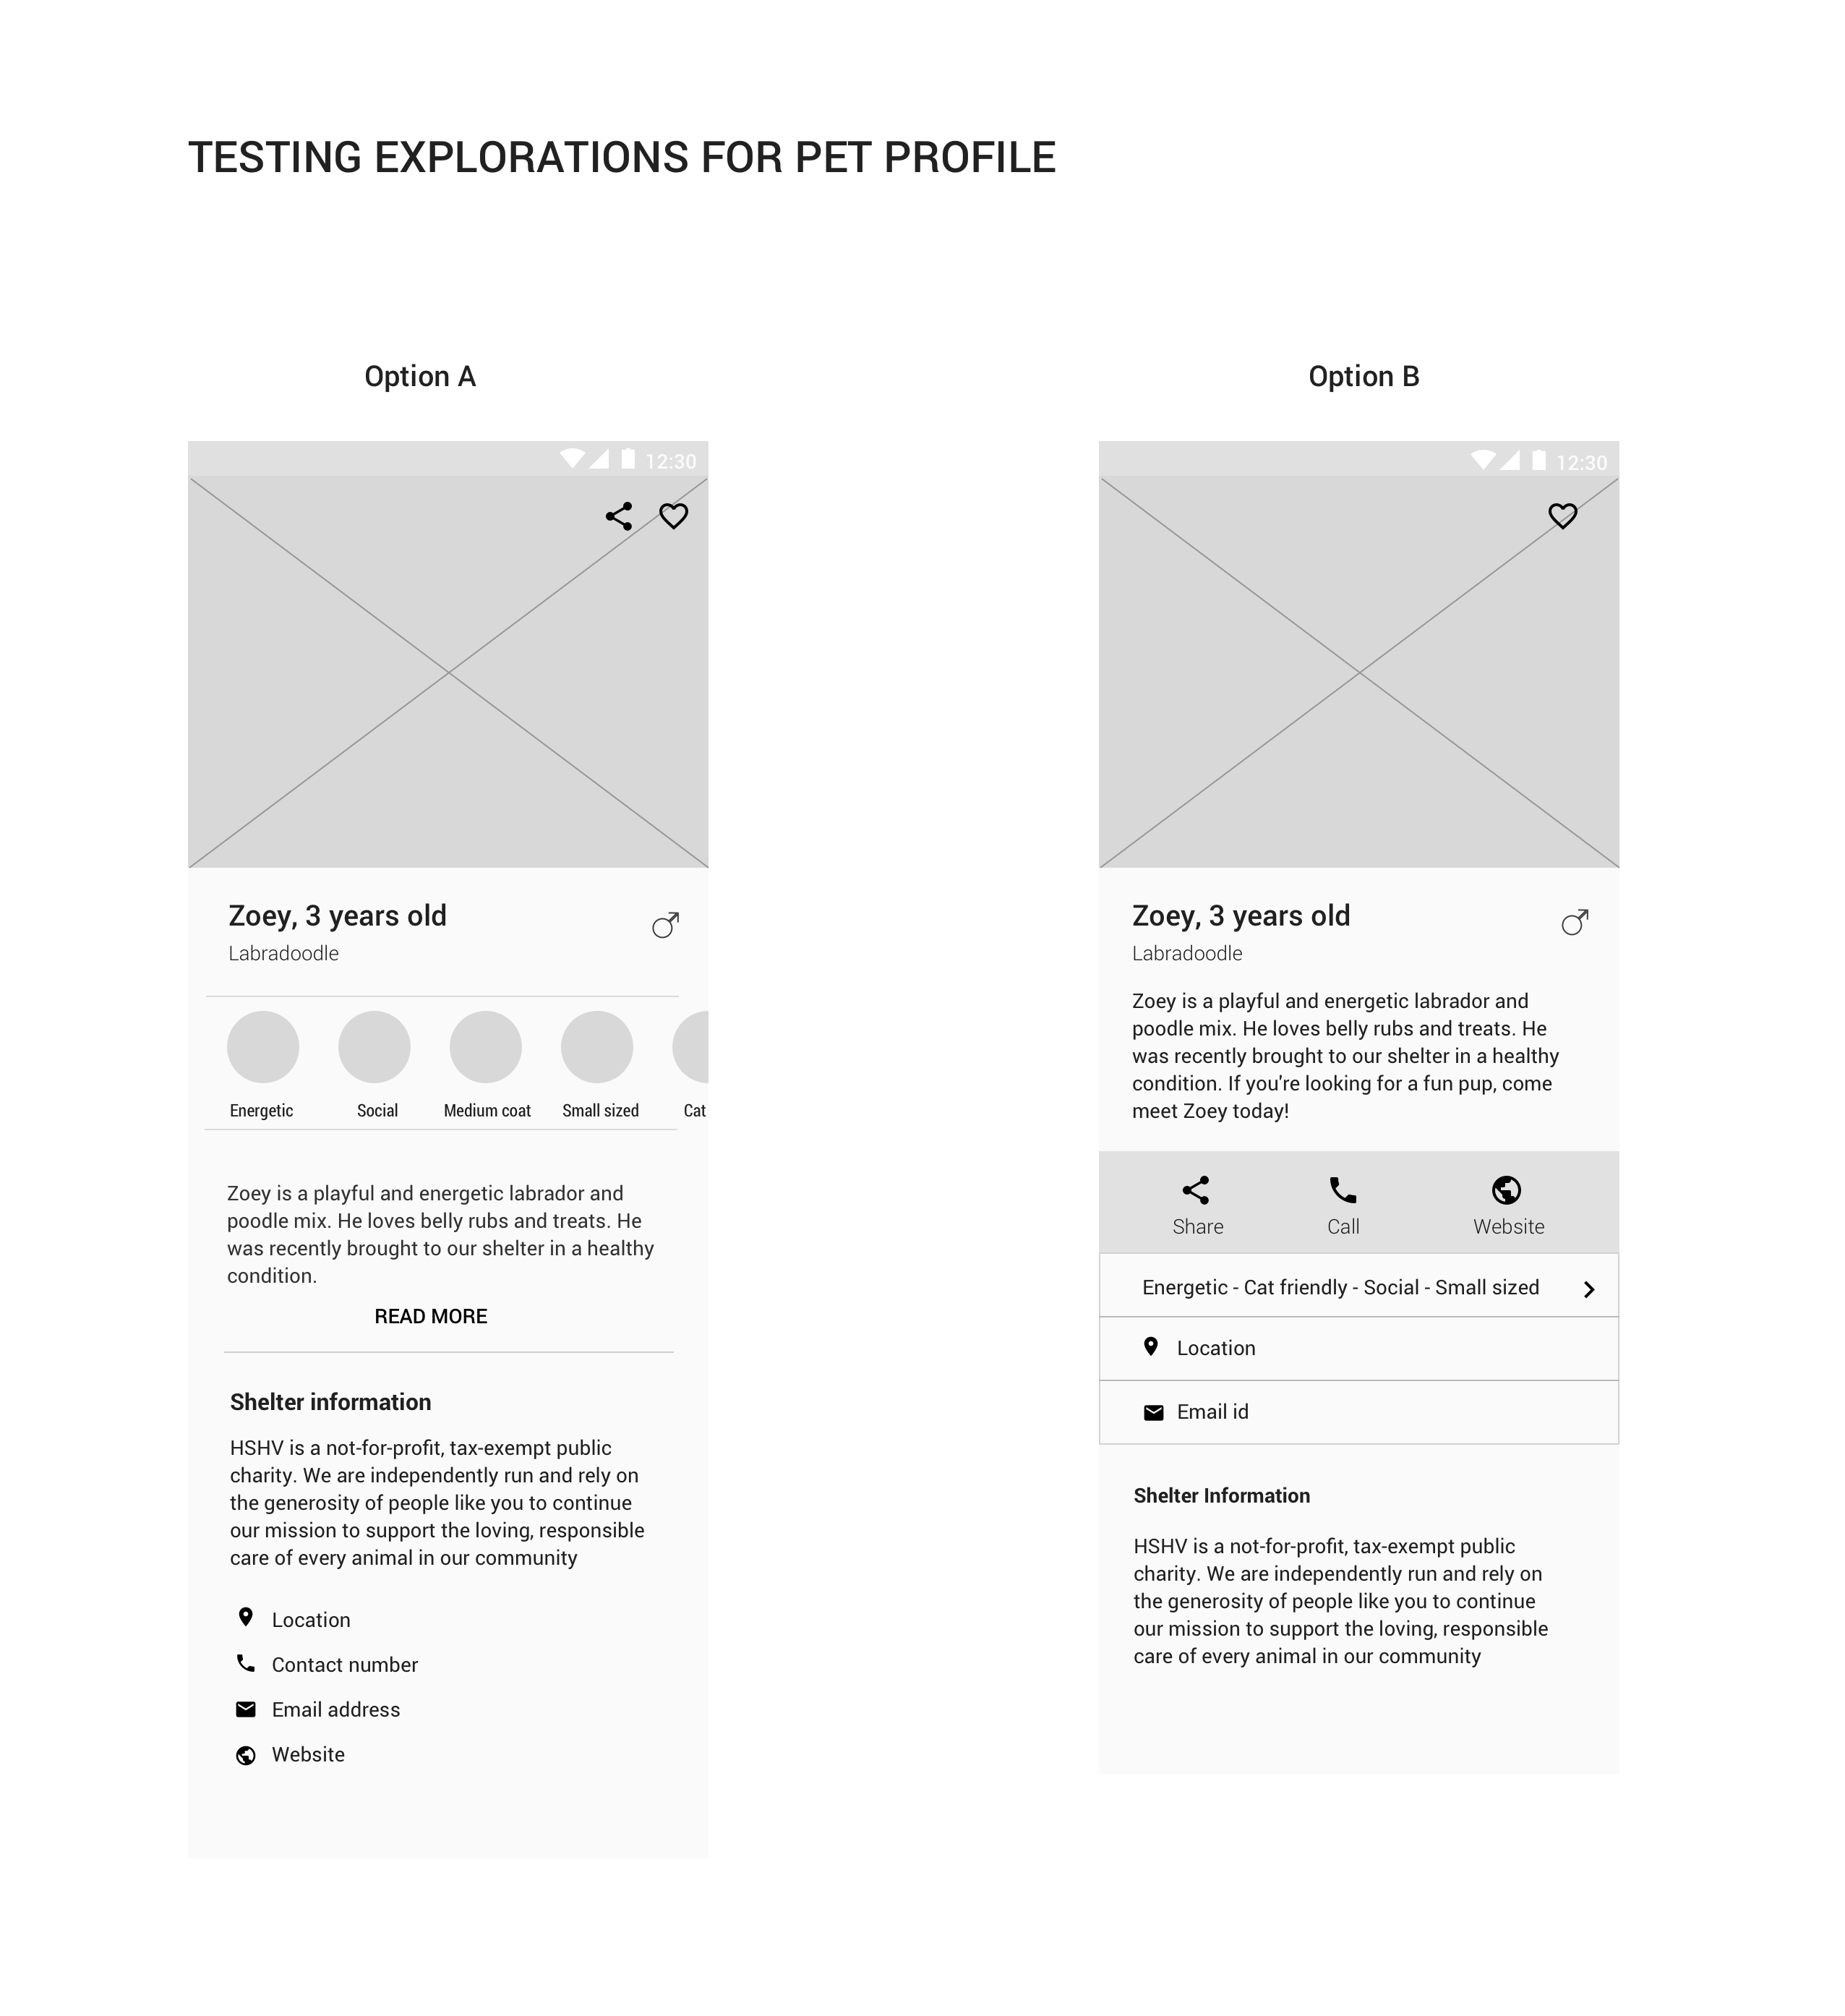 TESTING EXPLORATIONS FOR PET PROFILE
Option A
12:30
Zoey, 3 years old
Labradoodle
Energetic Social Medium coat Small sized Cat
Zoey is a playful and energetic labrador and
poodle mix. He loves belly rubs and treats. He
was recently brought to our shelter in a healthy
condition.
READ MORE
Shelter information
HSHV is a not-for-profit, tax-exempt public
charity. We are independently run and rely on
the generosity of people like you to continue
our mission to support the loving, responsible
care of every animal in our community
Location
Contact number
Email address
Website
Option B
12:30
Zoey, 3 years old
Labradoodle
Zoey is a playful and energetic labrador and
poodle mix. He loves belly rubs and treats. He
was recently brought to our shelter in a healthy
condition. If you're looking for a fun pup, come
meet Zoey today!
Share Call Website
Energetic - Cat friendly - Social - Small sized
Location
Email id
Shelter Information
HSHV is a not-for-profit, tax-exempt public
charity. We are independently run and rely on
the generosity of people like you to continue
our mission to support the loving, responsible
care of every animal in our community